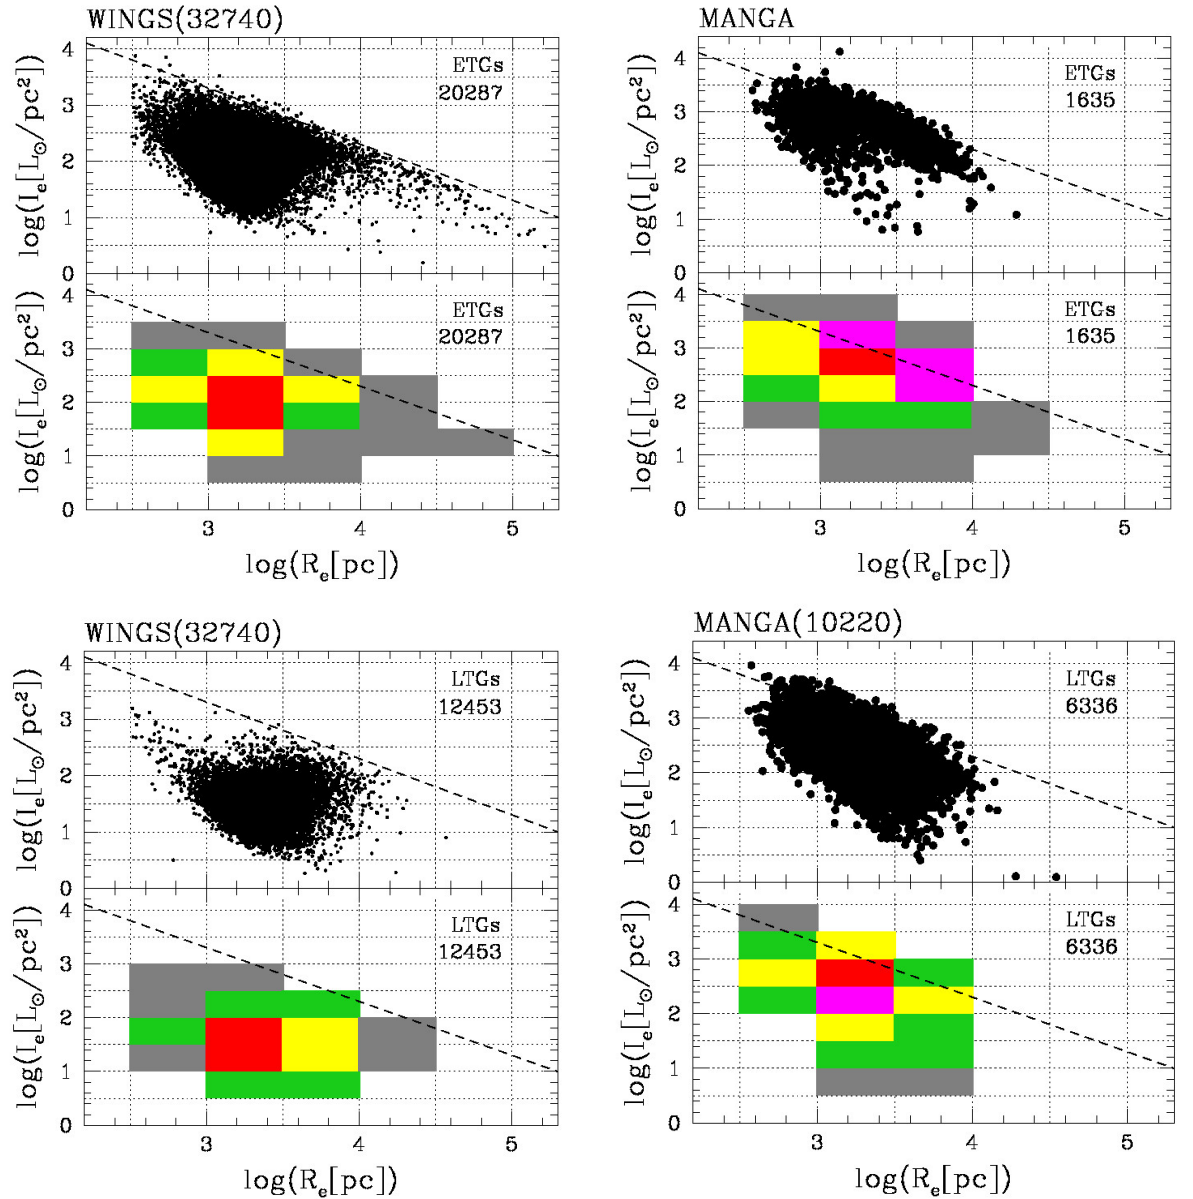 WINGS(32740)
ETGs
20287
log(I_e[L_⊙/pc²])
4
3
2
1
0
ETGs
20287
log(I_e[L_⊙/pc²])
4
3
2
1
0
3 4 5
log(R_e[pc])
MANGA
ETGs
1635
log(I_e[L_⊙/pc²])
4
3
2
1
0
ETGs
1635
log(I_e[L_⊙/pc²])
4
3
2
1
0
3 4 5
log(R_e[pc])
WINGS(32740)
LTGs
12453
log(I_e[L_⊙/pc²])
4
3
2
1
0
LTGs
12453
log(I_e[L_⊙/pc²])
4
3
2
1
0
3 4 5
log(R_e[pc])
MANGA(10220)
LTGs
6336
log(I_e[L_⊙/pc²])
4
3
2
1
0
LTGs
6336
log(I_e[L_⊙/pc²])
4
3
2
1
0
3 4 5
log(R_e[pc])